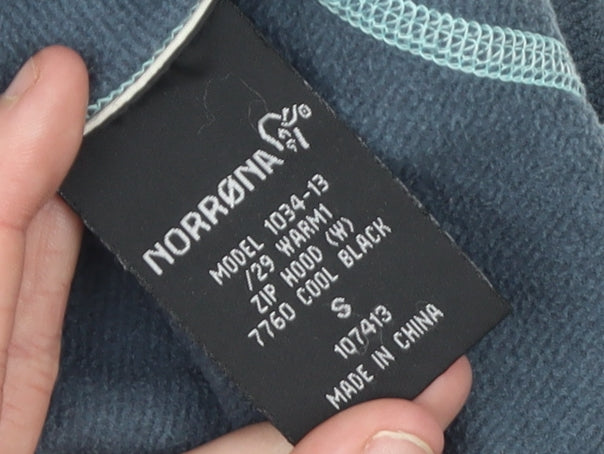 NORRØNA ®
MODEL 1034-13
/29 WARM1
ZIP HOOD (W)
7760 COOL BLACK
S
107413
MADE IN CHINA